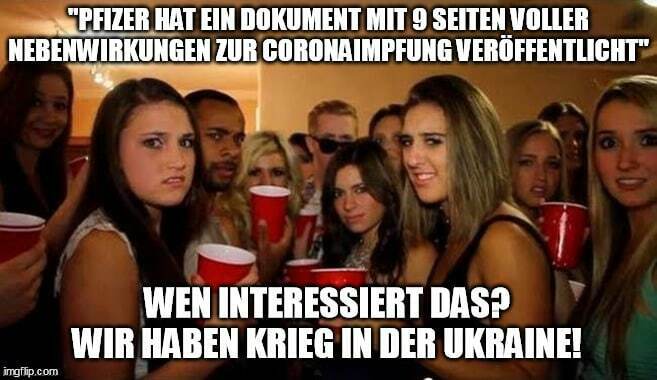 "PFIZER HAT EIN DOKUMENT MIT 9 SEITEN VOLLER
NEBENWIRKUNGEN ZUR CORONAIMPFUNG VERÖFFENTLICHT"
WEN INTERESSIERT DAS?
WIR HABEN KRIEG IN DER UKRAINE!
imgflip.com